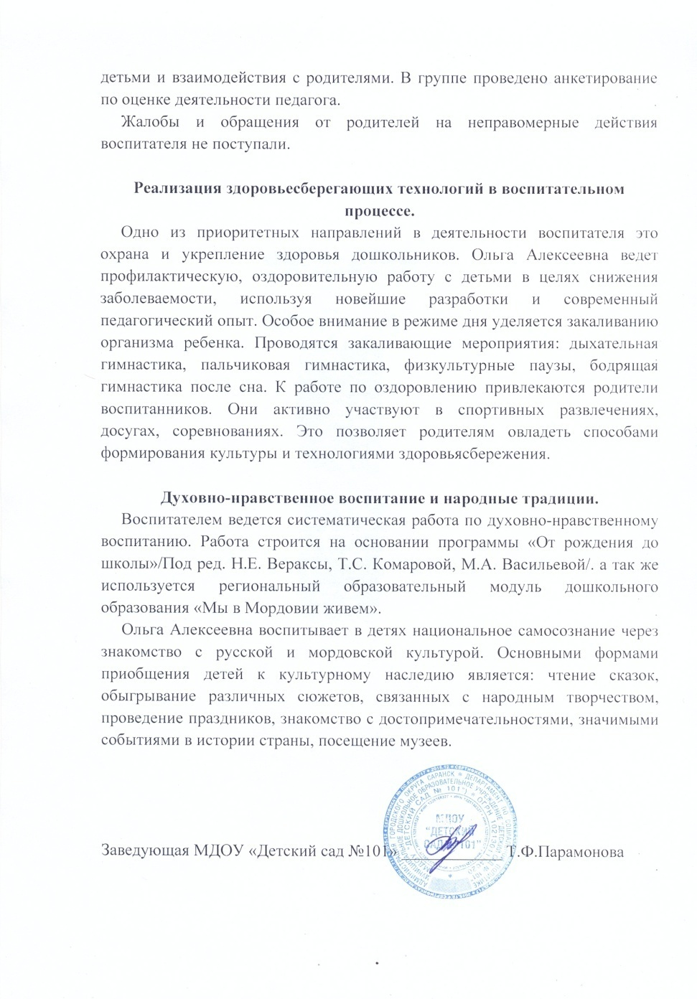 детьми и взаимодействия с родителями. В группе проведено анкетирование
по оценке деятельности педагога.
Жалобы и обращения от родителей на неправомерные действия
воспитателя не поступали.
Реализация здоровьесберегающих технологий в воспитательном
процессе.
Одно из приоритетных направлений в деятельности воспитателя это
охрана и укрепление здоровья дошкольников. Ольга Алексеевна ведет
профилактическую, оздоровительную работу с детьми в целях снижения
заболеваемости, используя новейшие разработки и современный
педагогический опыт. Особое внимание в режиме дня уделяется закаливанию
организма ребенка. Проводятся закаливающие мероприятия: дыхательная
гимнастика, пальчиковая гимнастика, физкультурные паузы, бодрящая
гимнастика после сна. К работе по оздоровлению привлекаются родители
воспитанников. Они активно участвуют в спортивных развлечениях,
досугах, соревнованиях. Это позволяет родителям овладеть способами
формирования культуры и технологиями здоровьясбережения.
Духовно-нравственное воспитание и народные традиции.
Воспитателем ведется систематическая работа по духовно-нравственному
воспитанию. Работа строится на основании программы «От рождения до
школы»/Под ред. Н.Е. Вераксы, Т.С. Комаровой, М.А. Васильевой/. а так же
используется региональный образовательный модуль дошкольного
образования «Мы в Мордовии живем».
Ольга Алексеевна воспитывает в детях национальное самосознание через
знакомство с русской и мордовской культурой. Основными формами
приобщения детей к культурному наследию является: чтение сказок,
обыгрывание различных сюжетов, связанных с народным творчеством,
проведение праздников, знакомство с достопримечательностями, значимыми
событиями в истории страны, посещение музеев.
Заведующая МДОУ «Детский сад №101» ____________ Т.Ф.Парамонова
МДОУ
"ДЕТСКИЙ
САД № 101"